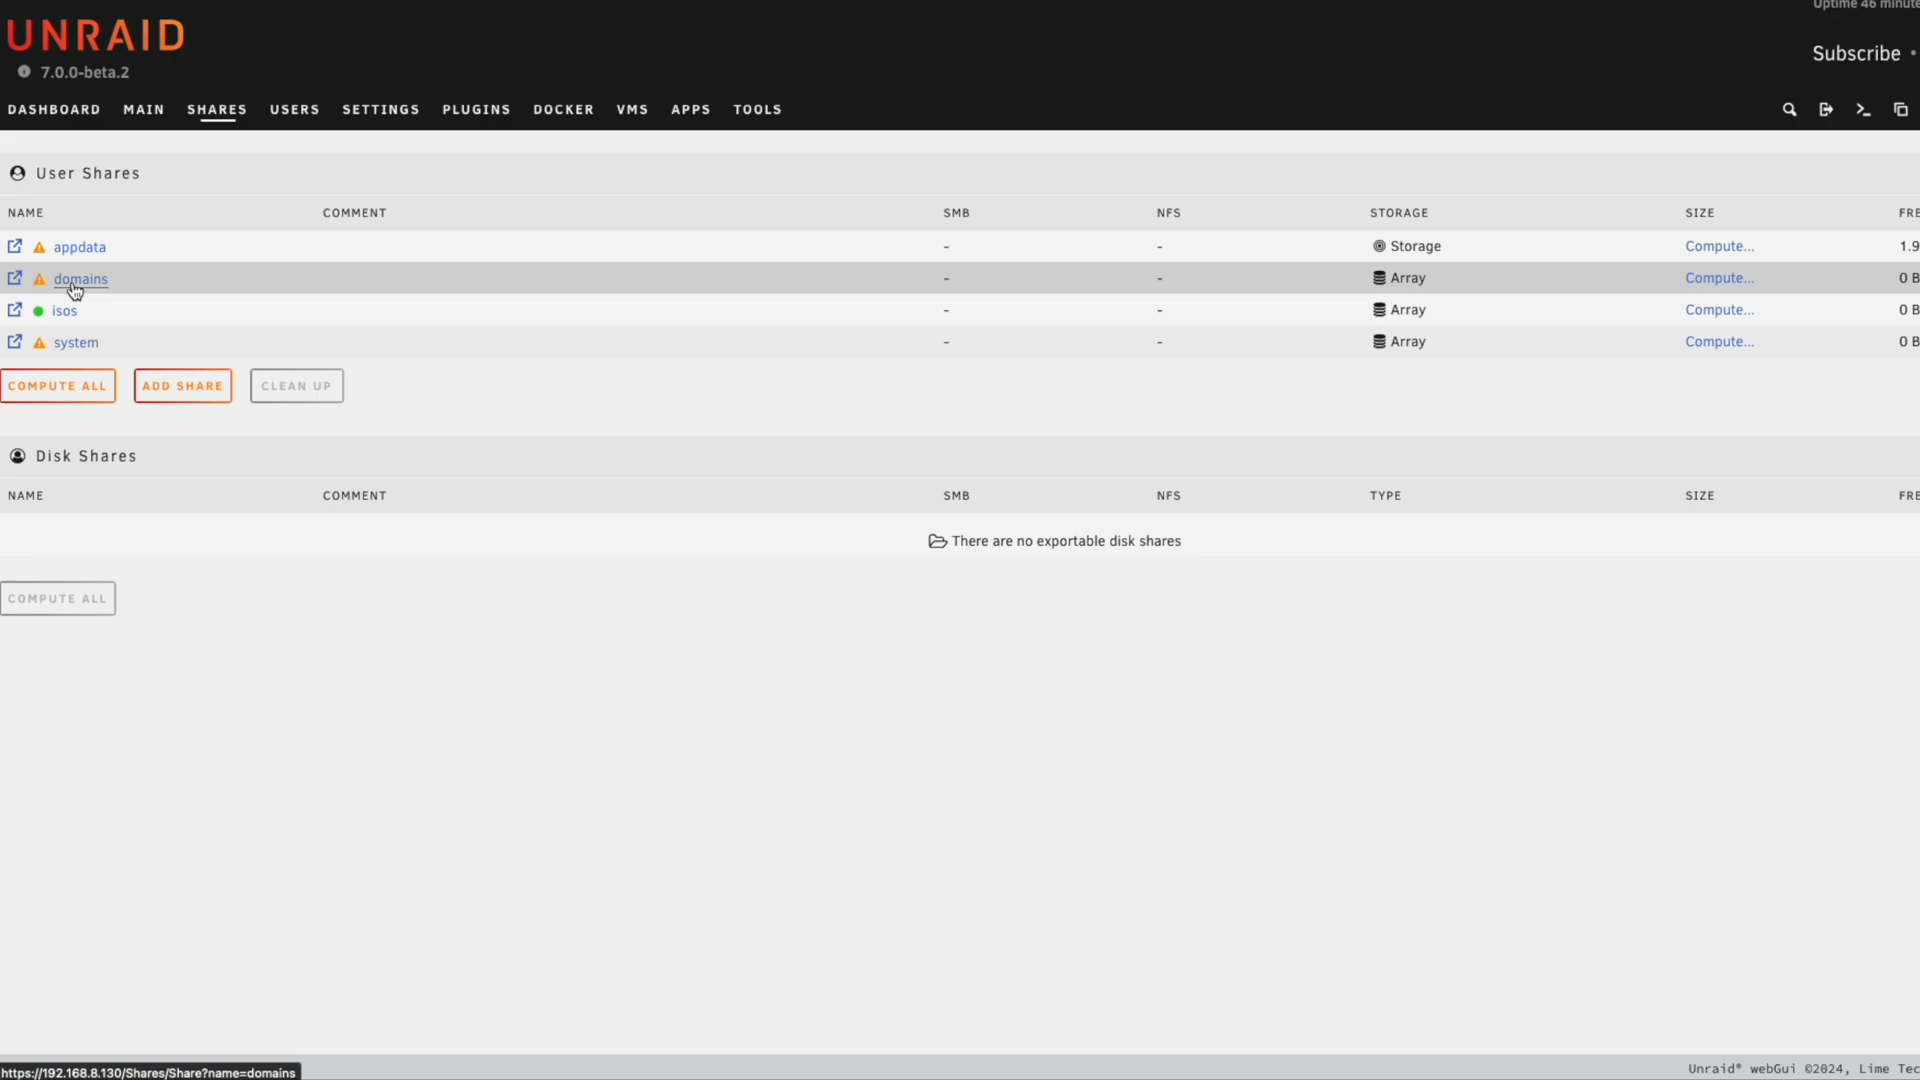 Uptime 46 minute
UNRAID
7.0.0-beta.2
Subscribe •
DASHBOARD MAIN SHARES USERS SETTINGS PLUGINS DOCKER VMS APPS TOOLS
User Shares
NAME COMMENT SMB NFS STORAGE SIZE FRE
appdata - - Storage Compute... 1.9
domains - - Array Compute... 0 B
isos - - Array Compute... 0 B
system - - Array Compute... 0 B
COMPUTE ALL ADD SHARE CLEAN UP
Disk Shares
NAME COMMENT SMB NFS TYPE SIZE FRE
There are no exportable disk shares
COMPUTE ALL
Unraid® webGui ©2024, Lime Tec
https://192.168.8.130/Shares/Share?name=domains